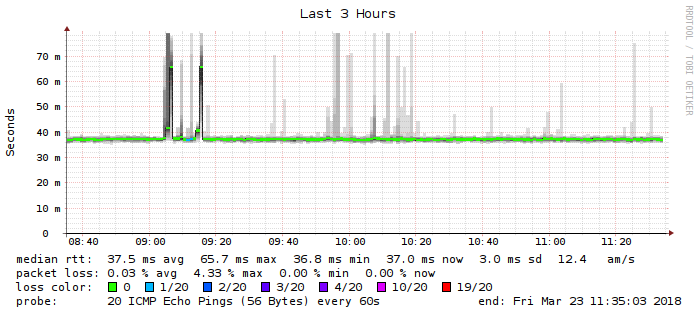 Last 3 Hours
RRDTOOL / TOBI OETIKER
Seconds
70 m
60 m
50 m
40 m
30 m
20 m
10 m
0
08:40 09:00 09:20 09:40 10:00 10:20 10:40 11:00 11:20
median rtt: 37.5 ms avg 65.7 ms max 36.8 ms min 37.0 ms now 3.0 ms sd 12.4 am/s
packet loss: 0.03 % avg 4.33 % max 0.00 % min 0.00 % now
loss color: 0 1/20 2/20 3/20 4/20 10/20 19/20
probe: 20 ICMP Echo Pings (56 Bytes) every 60s end: Fri Mar 23 11:35:03 2018